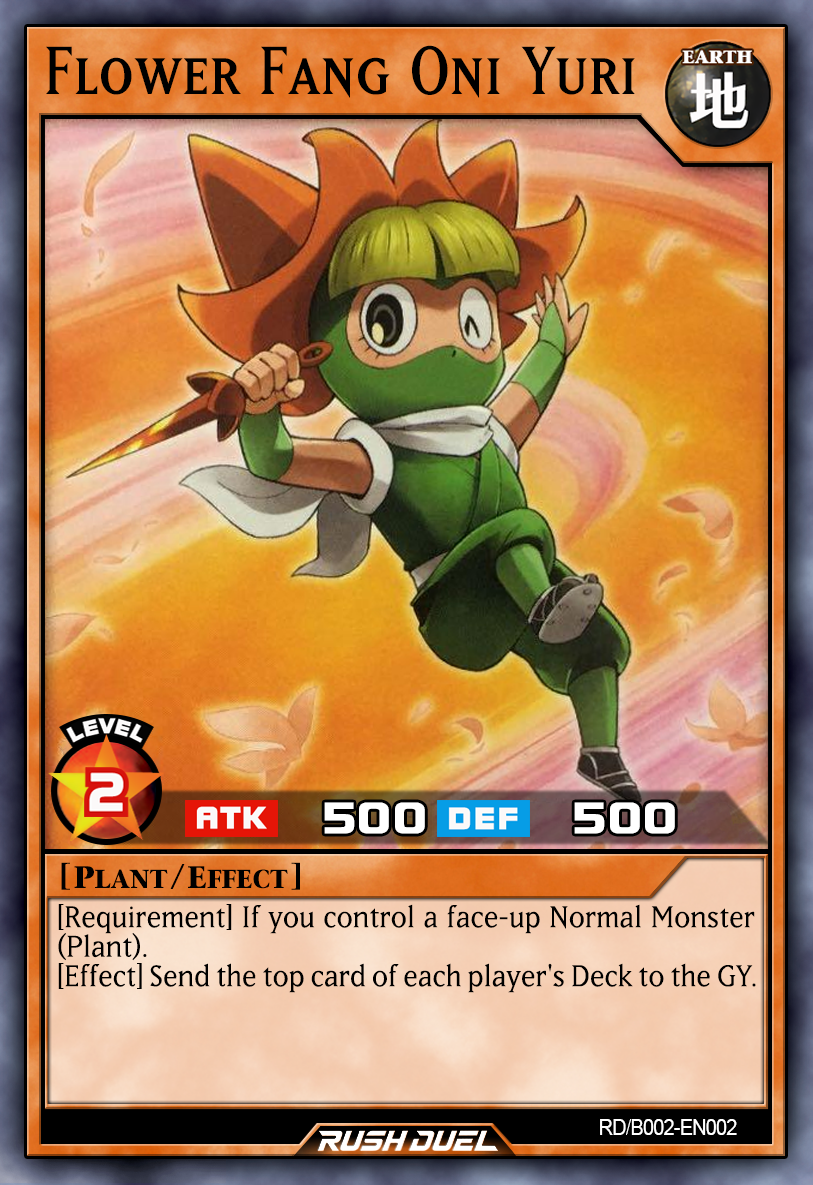 Flower Fang Oni Yuri
EARTH
地
LEVEL
2
ATK 500 DEF 500
[Plant/Effect]
[Requirement] If you control a face-up Normal Monster
(Plant).
[Effect] Send the top card of each player's Deck to the GY.
RD/B002-EN002
RUSH DUEL